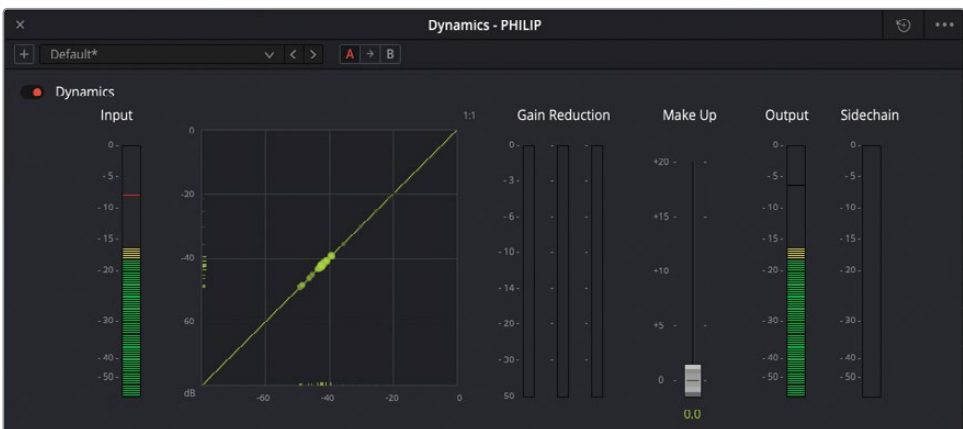 Dynamics - PHILIP
Default*
A
B
Dynamics
Input
1:1
Gain Reduction
Make Up
Output
Sidechain
0 -
- 5 -
- 10 -
- 15 -
- 20 -
- 30 -
- 40 -
- 50 -
0
-20
-40
60
dB
-60
-40
-20
0
0 -
- 3 -
- 6 -
- 10 -
- 14 -
- 20 -
- 30 -
50
+20 -
+15 -
+10
+5 -
0 -
0.0
0 -
- 5 -
- 10 -
- 15 -
- 20 -
- 30 -
- 40 -
- 50 -
0 -
- 5 -
- 10 -
- 15 -
- 20 -
- 30 -
- 40 -
- 50 -